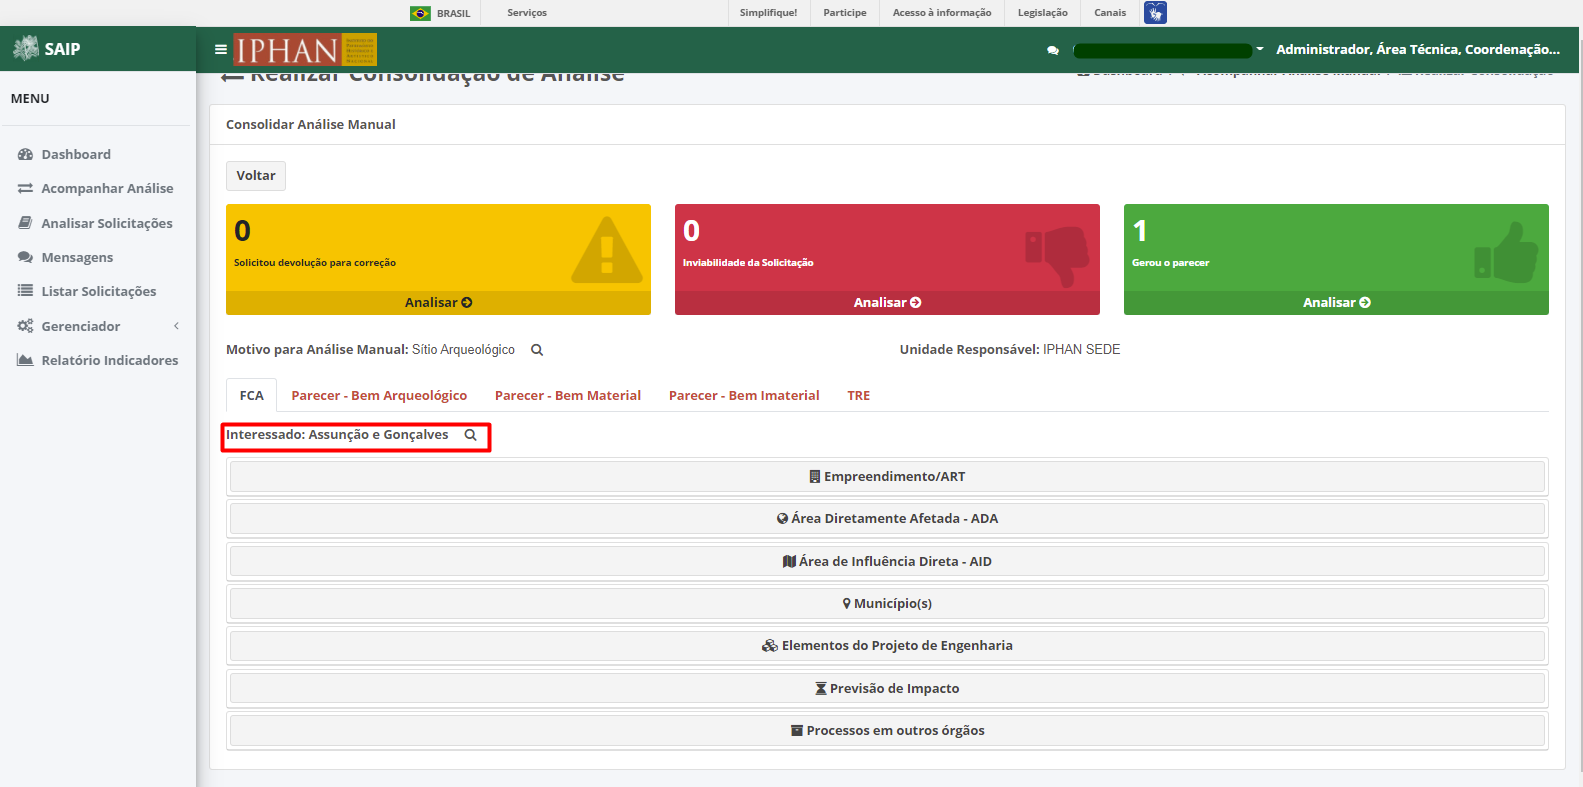 BRASIL Serviços Simplifique! Participe Acesso à informação Legislação Canais
SAIP IPHAN Administrador, Área Técnica, Coordenação...
Realizar Consolidação de Análise
MENU
Dashboard
Acompanhar Análise
Analisar Solicitações
Mensagens
Listar Solicitações
Gerenciador
Relatório Indicadores
Consolidar Análise Manual
Voltar
0
Solicitou devolução para correção
Analisar
0
Inviabilidade da Solicitação
Analisar
1
Gerou o parecer
Analisar
Motivo para Análise Manual: Sítio Arqueológico
Unidade Responsável: IPHAN SEDE
FCA Parecer - Bem Arqueológico Parecer - Bem Material Parecer - Bem Imaterial TRE
Interessado: Assunção e Gonçalves
Empreendimento/ART
Área Diretamente Afetada - ADA
Área de Influência Direta - AID
Município(s)
Elementos do Projeto de Engenharia
Previsão de Impacto
Processos em outros órgãos